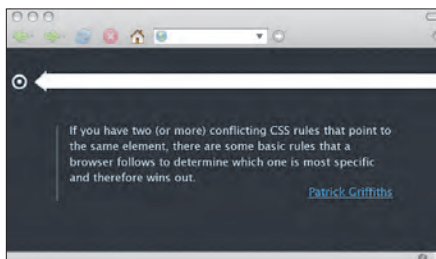 If you have two (or more) conflicting CSS rules that point to
the same element, there are some basic rules that a
browser follows to determine which one is most specific
and therefore wins out.
Patrick Griffiths